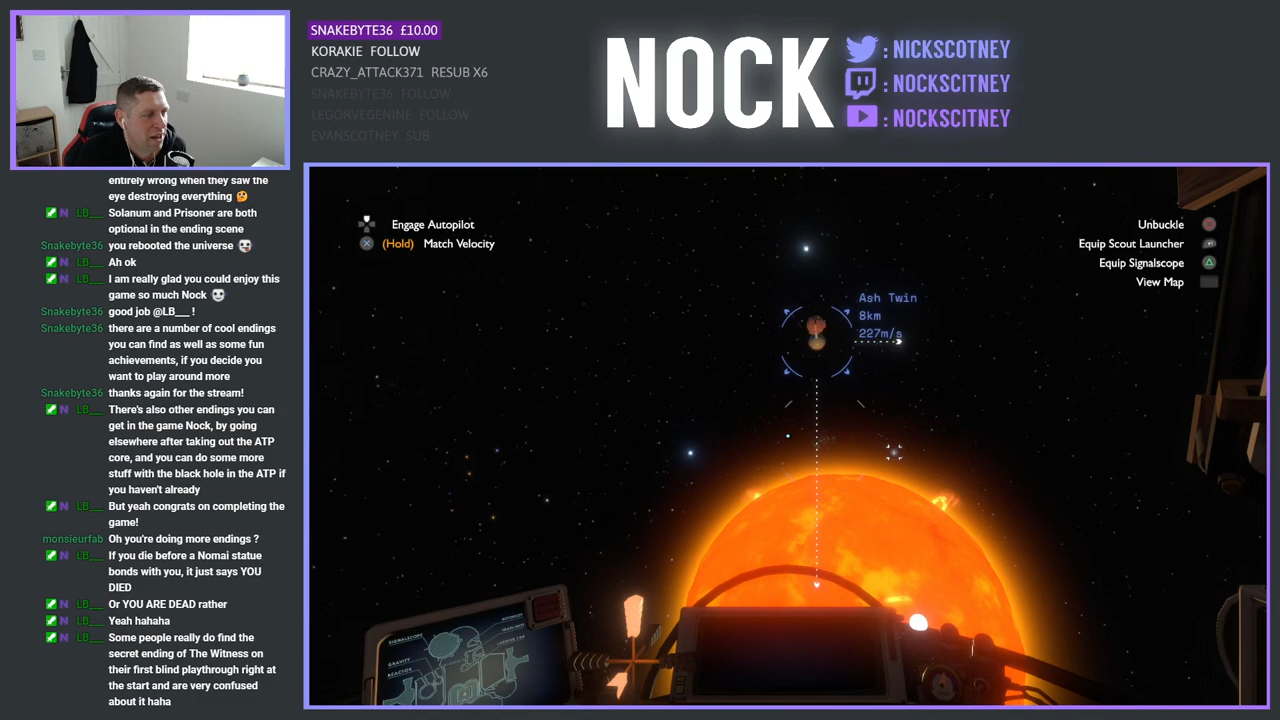 SNAKEBYTE36 £10.00
KORAKIE FOLLOW
CRAZY_ATTACK371 RESUB X6
SNAKEBYTE36 FOLLOW
LEGORVEGENINE FOLLOW
EVANSCOTNEY SUB
NOCK
: NICKSCOTNEY
: NOCKSCITNEY
: NOCKSCITNEY
entirely wrong when they saw the
eye destroying everything 🤔
N LB___ Solanum and Prisoner are both
optional in the ending scene
Snakebyte36 you rebooted the universe 👻
N LB___ Ah ok
N LB___ I am really glad you could enjoy this
game so much Nock
Snakebyte36 good job @LB___ !
Snakebyte36 there are a number of cool endings
you can find as well as some fun
achievements, if you decide you
want to play around more
Snakebyte36 thanks again for the stream!
N LB___ There's also other endings you can
get in the game Nock, by going
elsewhere after taking out the ATP
core, and you can do some more
stuff with the black hole in the ATP if
you haven't already
N LB___ But yeah congrats on completing the
game!
monsieurfab Oh you're doing more endings ?
N LB___ If you die before a Nomai statue
bonds with you, it just says YOU
DIED
N LB___ Or YOU ARE DEAD rather
N LB___ Yeah hahaha
N LB___ Some people really do find the
secret ending of The Witness on
their first blind playthrough right at
the start and are very confused
about it haha
Engage Autopilot
(Hold) Match Velocity
Unbuckle
Equip Scout Launcher
Equip Signalscope
View Map
Ash Twin
8km
227m/s
SIGNALSCOPE
GRAVITY
REACTOR